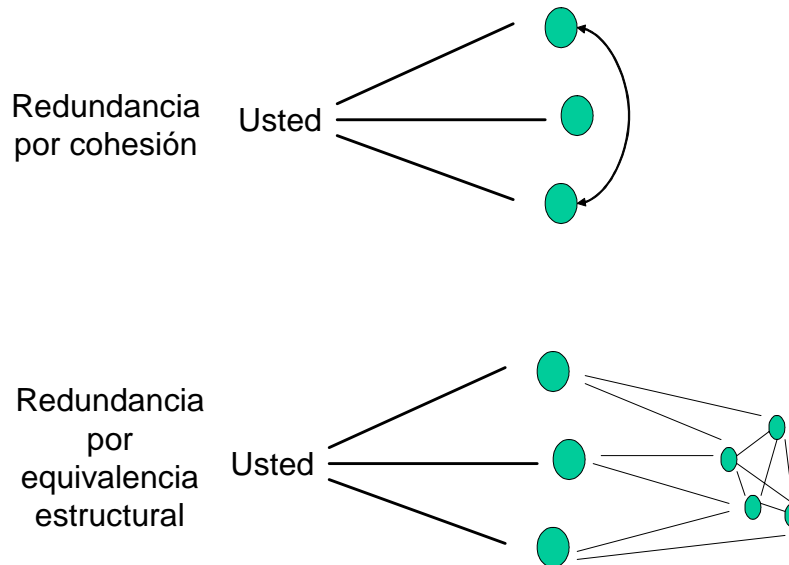 Redundancia
por cohesión
Usted
Redundancia
por
equivalencia
estructural
Usted